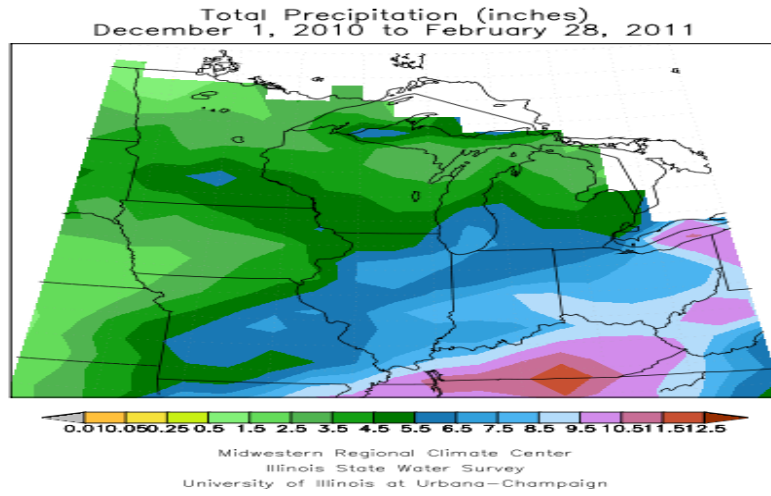 Total Precipitation (inches)
December 1, 2010 to February 28, 2011
0.010.050.25 0.5 1.5 2.5 3.5 4.5 5.5 6.5 7.5 8.5 9.5 10.511.512.5
Midwestern Regional Climate Center
Illinois State Water Survey
University of Illinois at Urbana-Champaign